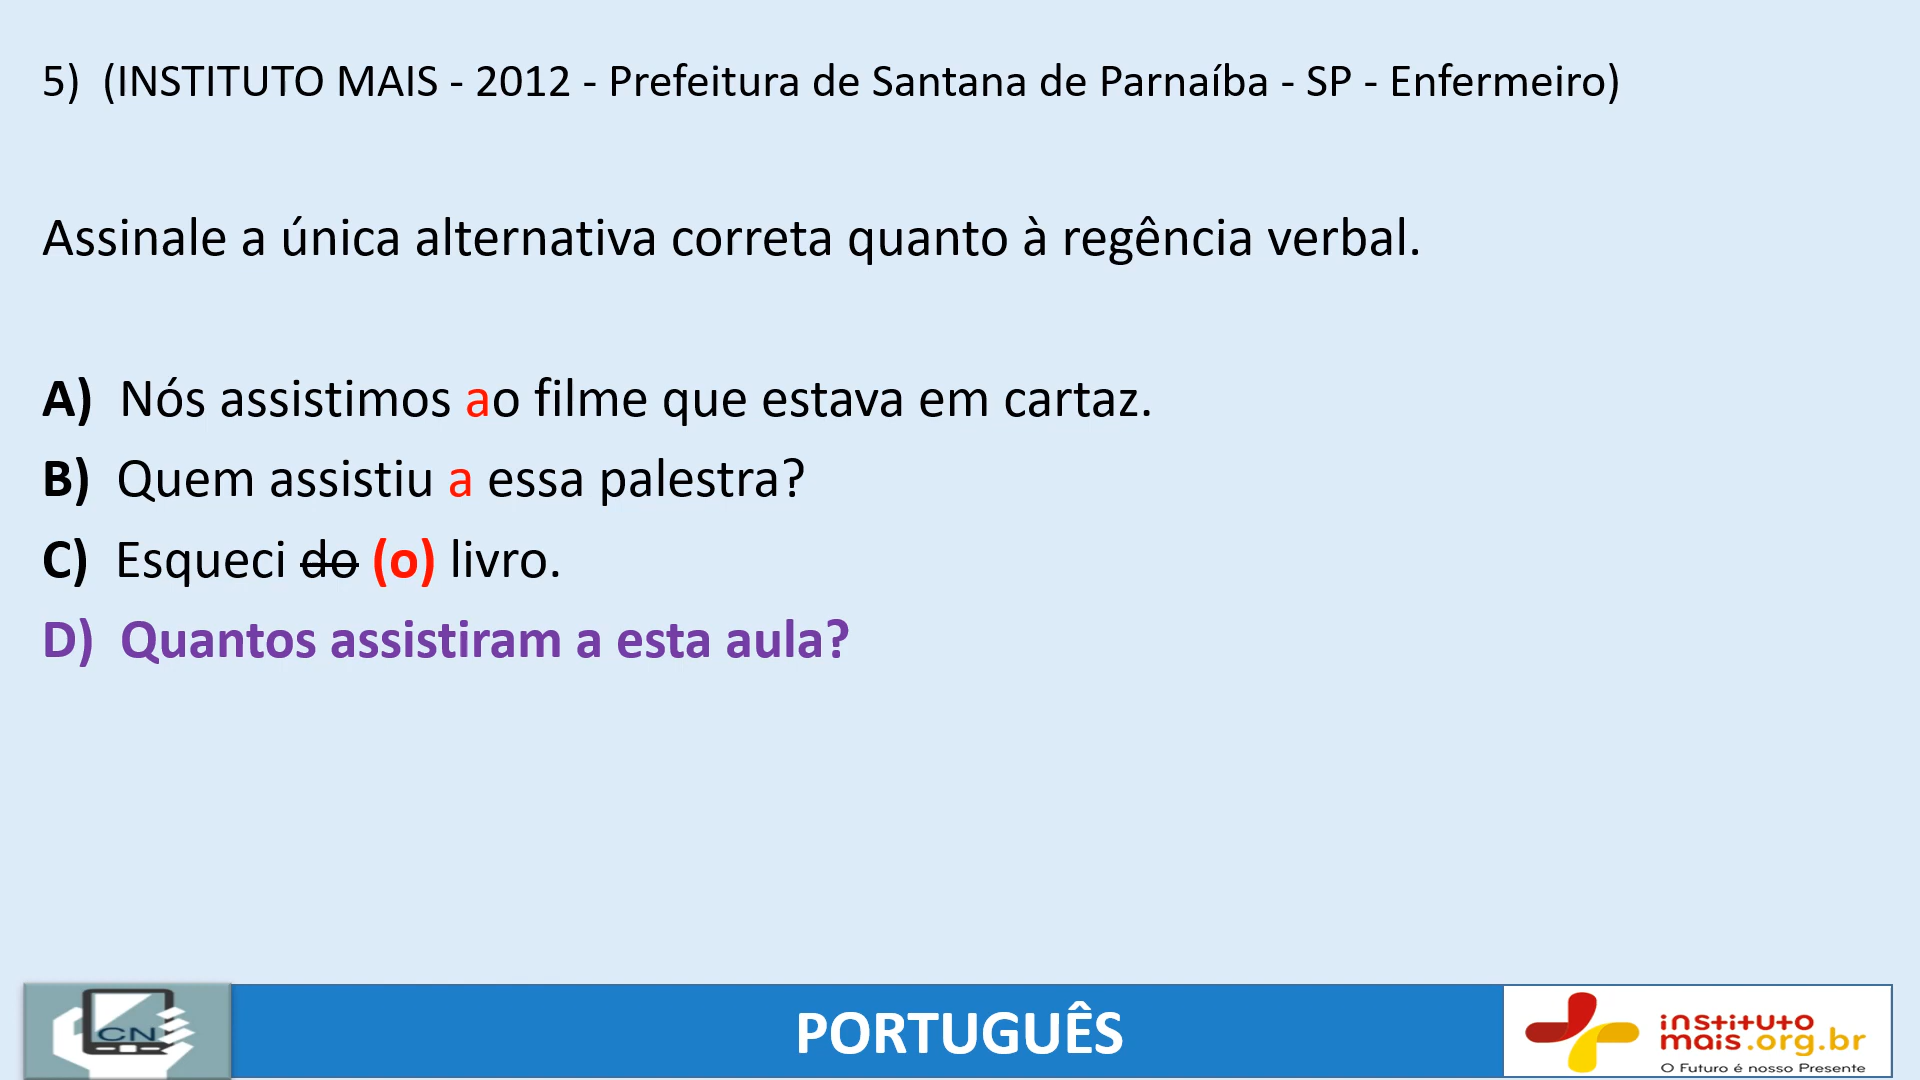 5) (INSTITUTO MAIS - 2012 - Prefeitura de Santana de Parnaíba - SP - Enfermeiro)
Assinale a única alternativa correta quanto à regência verbal.
A) Nós assistimos ao filme que estava em cartaz.
B) Quem assistiu a essa palestra?
C) Esqueci do (o) livro.
D) Quantos assistiram a esta aula?
CN
PORTUGUÊS
instituto
mais.org.br
O Futuro é nosso Presente